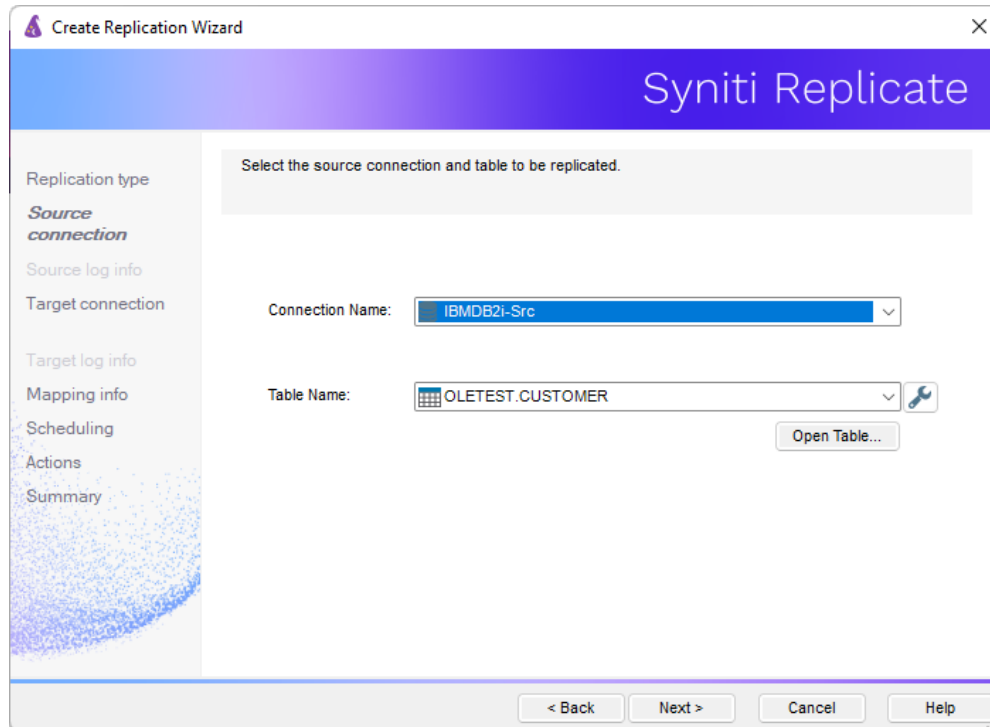 Create Replication Wizard
Syniti Replicate
Replication type
Source
connection
Source log info
Target connection
Target log info
Mapping info
Scheduling
Actions
Summary
Select the source connection and table to be replicated.
Connection Name:
IBMDB2i-Src
Table Name:
OLETEST.CUSTOMER
Open Table...
< Back
Next >
Cancel
Help